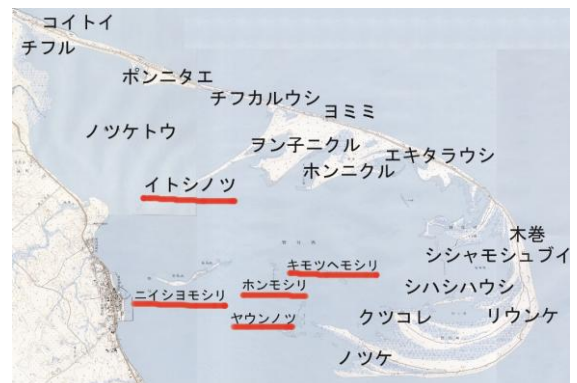 コイトイ
チフル
ポンニタエ
チフカルウシ
ヨミミ
ノツケトウ
ヲン子ニクル
エキタラウシ
ホンニクル
イトシノツ
木巻
シシャモシュブイ
キモツヘモシリ
シハシハウシ
ホンモシリ
ニイショモシリ
リウンケ
クツコレ
ヤウンノツ
ノツケ